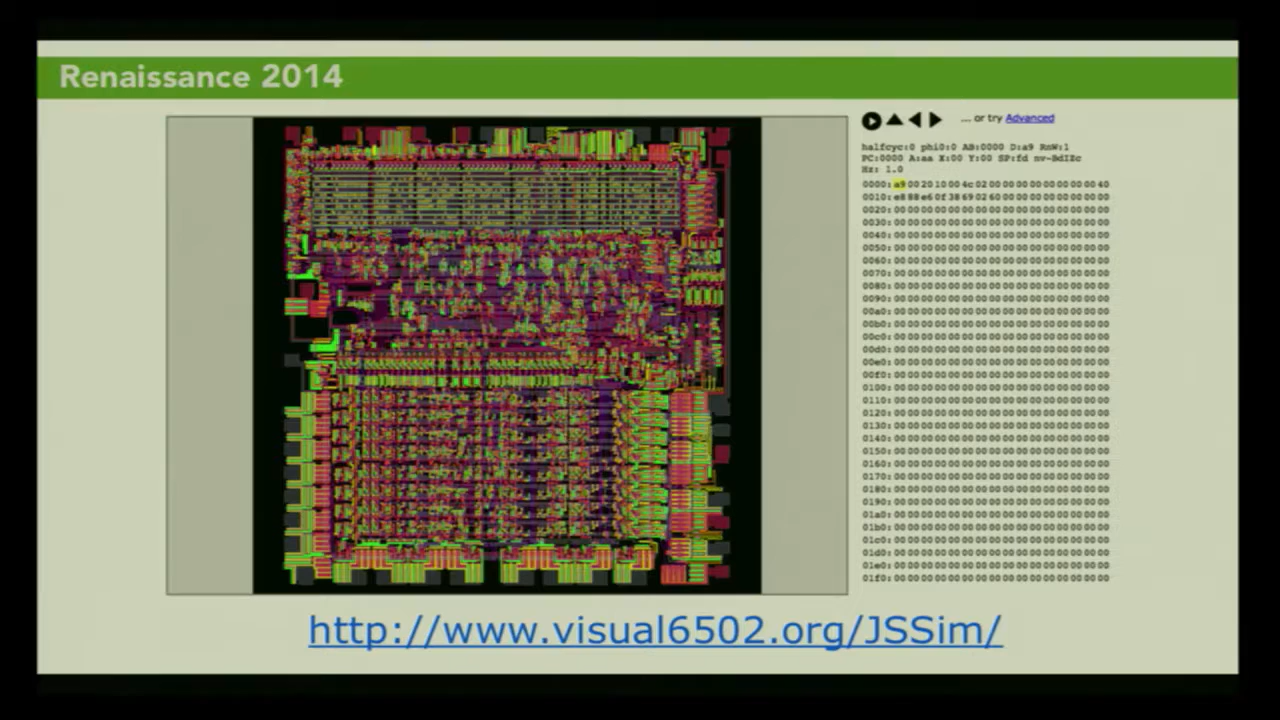 Renaissance 2014
... or try Advanced
halfcyc:0 phi0:0 AB:0000 D:a9 RnW:1
PC:0000 A:aa X:00 Y:00 SP:fd nv-BdIZc
Hz: 1.0
0000: a9 00 20 10 00 4c 02 00 00 00 00 00 00 00 00 40
0010: e8 88 e6 0f 38 69 02 60 00 00 00 00 00 00 00 00
0020: 00 00 00 00 00 00 00 00 00 00 00 00 00 00 00 00
0030: 00 00 00 00 00 00 00 00 00 00 00 00 00 00 00 00
0040: 00 00 00 00 00 00 00 00 00 00 00 00 00 00 00 00
0050: 00 00 00 00 00 00 00 00 00 00 00 00 00 00 00 00
0060: 00 00 00 00 00 00 00 00 00 00 00 00 00 00 00 00
0070: 00 00 00 00 00 00 00 00 00 00 00 00 00 00 00 00
0080: 00 00 00 00 00 00 00 00 00 00 00 00 00 00 00 00
0090: 00 00 00 00 00 00 00 00 00 00 00 00 00 00 00 00
00a0: 00 00 00 00 00 00 00 00 00 00 00 00 00 00 00 00
00b0: 00 00 00 00 00 00 00 00 00 00 00 00 00 00 00 00
00c0: 00 00 00 00 00 00 00 00 00 00 00 00 00 00 00 00
00d0: 00 00 00 00 00 00 00 00 00 00 00 00 00 00 00 00
00e0: 00 00 00 00 00 00 00 00 00 00 00 00 00 00 00 00
00f0: 00 00 00 00 00 00 00 00 00 00 00 00 00 00 00 00
0100: 00 00 00 00 00 00 00 00 00 00 00 00 00 00 00 00
0110: 00 00 00 00 00 00 00 00 00 00 00 00 00 00 00 00
0120: 00 00 00 00 00 00 00 00 00 00 00 00 00 00 00 00
0130: 00 00 00 00 00 00 00 00 00 00 00 00 00 00 00 00
0140: 00 00 00 00 00 00 00 00 00 00 00 00 00 00 00 00
0150: 00 00 00 00 00 00 00 00 00 00 00 00 00 00 00 00
0160: 00 00 00 00 00 00 00 00 00 00 00 00 00 00 00 00
0170: 00 00 00 00 00 00 00 00 00 00 00 00 00 00 00 00
0180: 00 00 00 00 00 00 00 00 00 00 00 00 00 00 00 00
0190: 00 00 00 00 00 00 00 00 00 00 00 00 00 00 00 00
01a0: 00 00 00 00 00 00 00 00 00 00 00 00 00 00 00 00
01b0: 00 00 00 00 00 00 00 00 00 00 00 00 00 00 00 00
01c0: 00 00 00 00 00 00 00 00 00 00 00 00 00 00 00 00
01d0: 00 00 00 00 00 00 00 00 00 00 00 00 00 00 00 00
01e0: 00 00 00 00 00 00 00 00 00 00 00 00 00 00 00 00
01f0: 00 00 00 00 00 00 00 00 00 00 00 00 00 00 00 00
http://www.visual6502.org/JSSim/